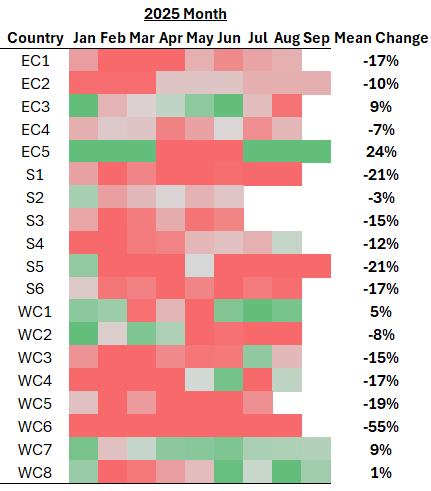 2025 Month
Country Jan Feb Mar Apr May Jun Jul Aug Sep Mean Change
EC1 -17%
EC2 -10%
EC3 9%
EC4 -7%
EC5 24%
S1 -21%
S2 -3%
S3 -15%
S4 -12%
S5 -21%
S6 -17%
WC1 5%
WC2 -8%
WC3 -15%
WC4 -17%
WC5 -19%
WC6 -55%
WC7 9%
WC8 1%